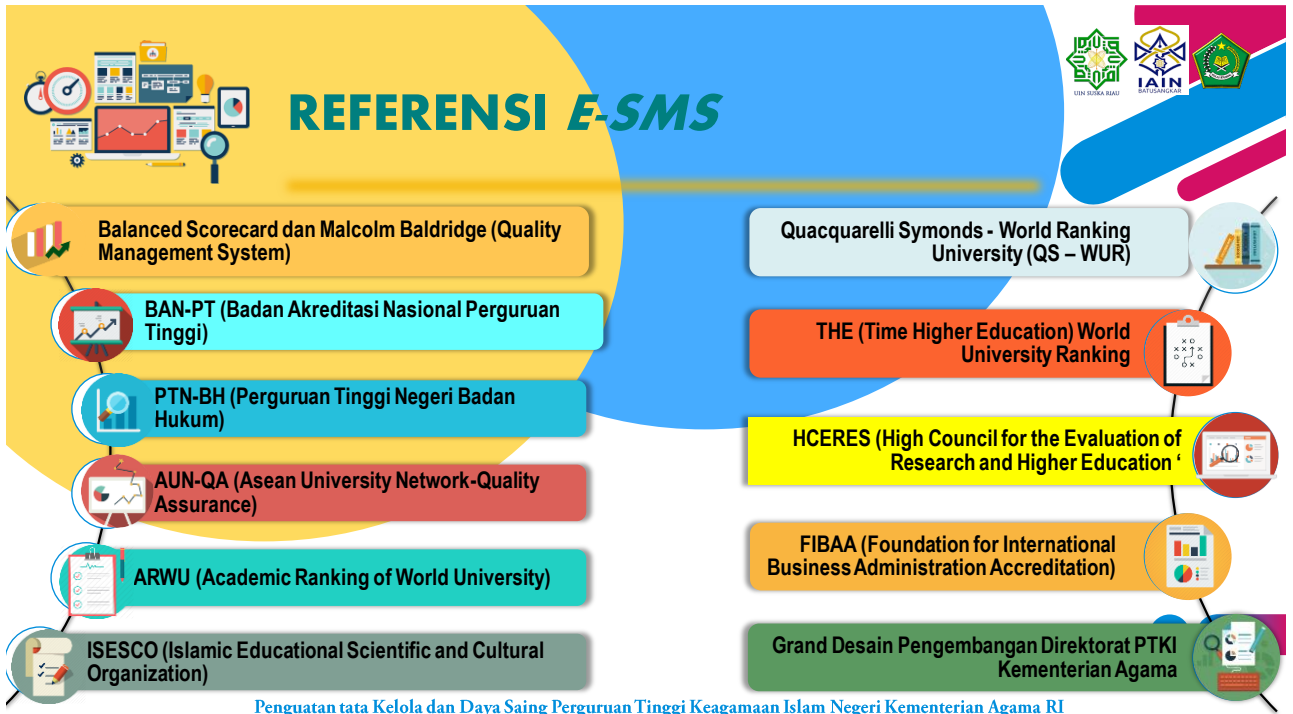 UIN SUSKA RIAU
IAIN
BATUSANGKAR
REFERENSI E-SMS
Balanced Scorecard dan Malcolm Baldridge (Quality
Management System)
BAN-PT (Badan Akreditasi Nasional Perguruan
Tinggi)
PTN-BH (Perguruan Tinggi Negeri Badan
Hukum)
AUN-QA (Asean University Network-Quality
Assurance)
ARWU (Academic Ranking of World University)
ISESCO (Islamic Educational Scientific and Cultural
Organization)
Quacquarelli Symonds - World Ranking
University (QS – WUR)
THE (Time Higher Education) World
University Ranking
HCERES (High Council for the Evaluation of
Research and Higher Education ‘
FIBAA (Foundation for International
Business Administration Accreditation)
Grand Desain Pengembangan Direktorat PTKI
Kementerian Agama
Penguatan tata Kelola dan Daya Saing Perguruan Tinggi Keagamaan Islam Negeri Kementerian Agama RI